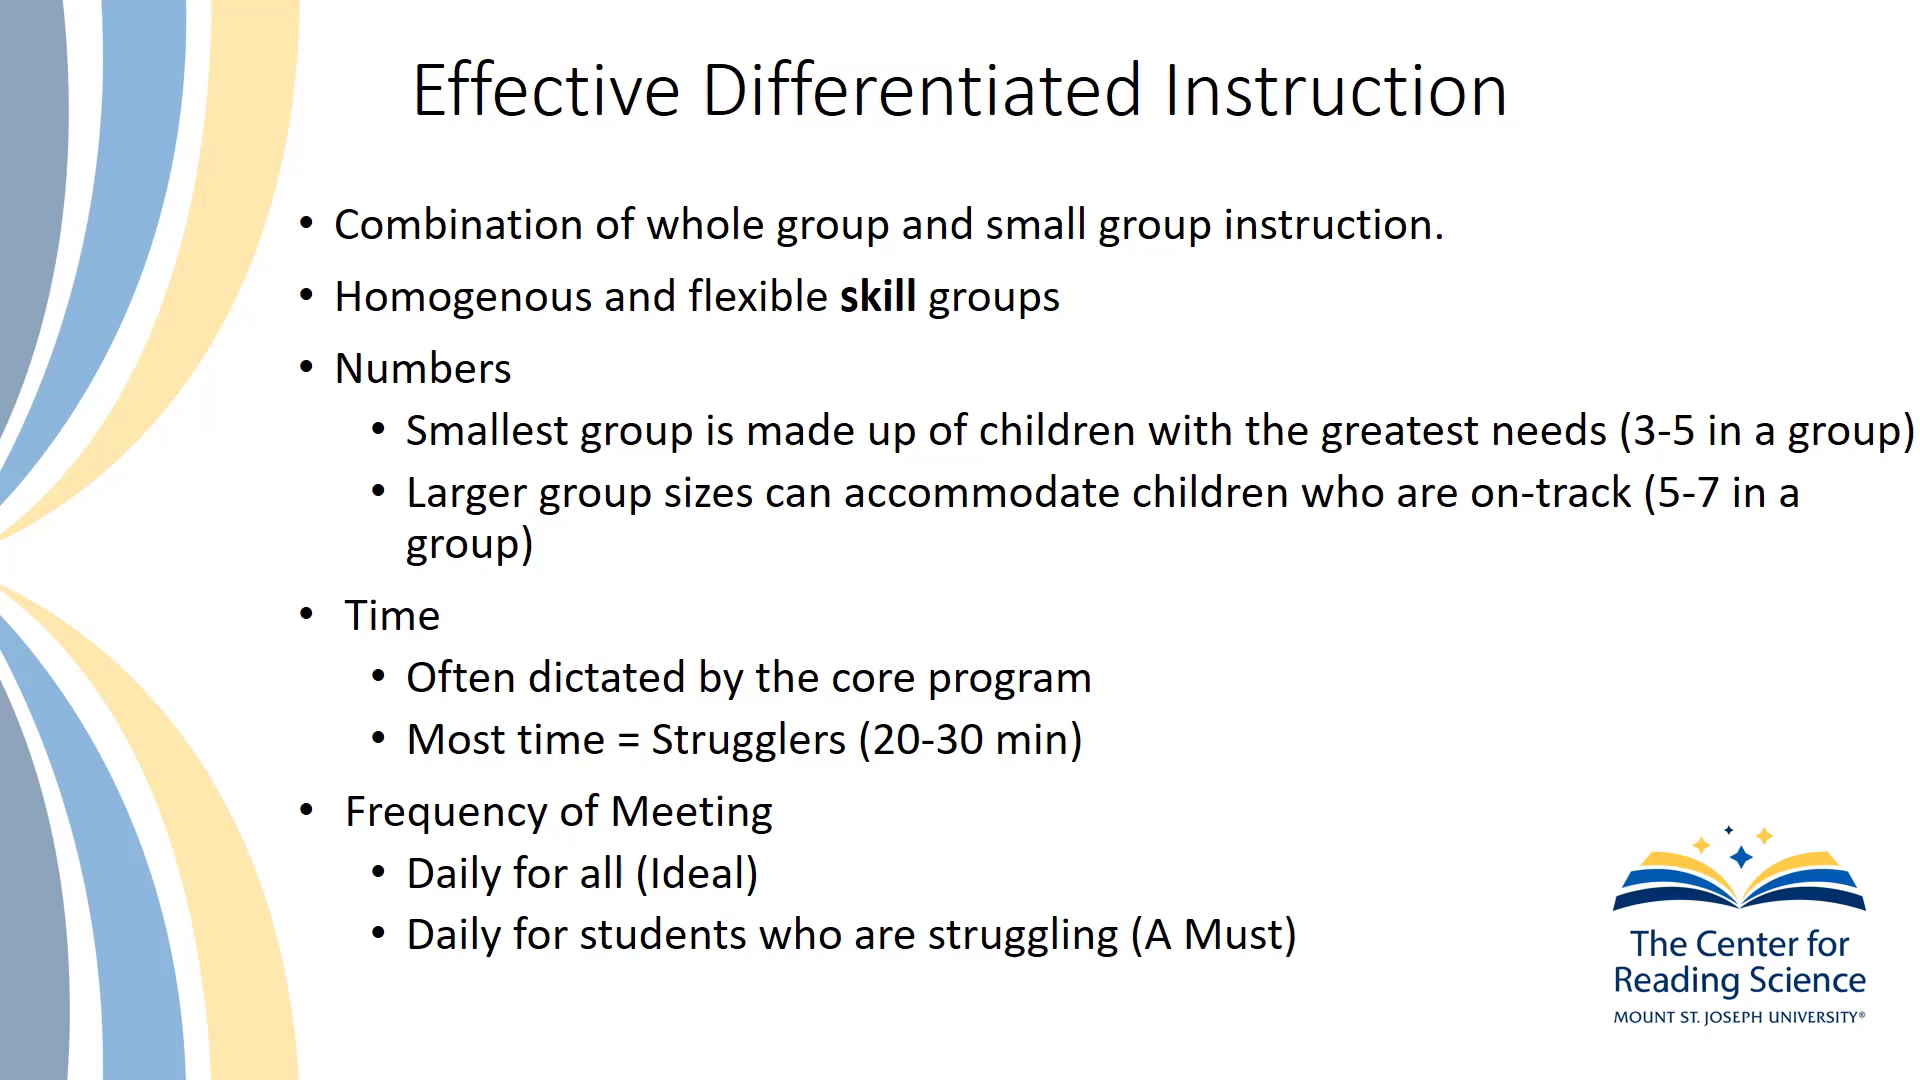 Effective Differentiated Instruction
• Combination of whole group and small group instruction.
• Homogenous and flexible skill groups
• Numbers
• Smallest group is made up of children with the greatest needs (3-5 in a group)
• Larger group sizes can accommodate children who are on-track (5-7 in a
group)
• Time
• Often dictated by the core program
• Most time = Strugglers (20-30 min)
• Frequency of Meeting
• Daily for all (Ideal)
• Daily for students who are struggling (A Must)
The Center for
Reading Science
MOUNT ST. JOSEPH UNIVERSITY®